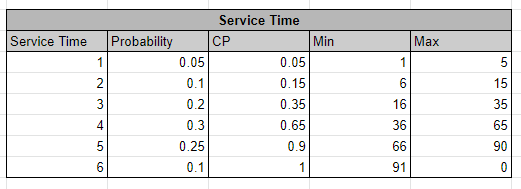 Service Time
Service Time Probability CP Min Max
1 0.05 0.05 1 5
2 0.1 0.15 6 15
3 0.2 0.35 16 35
4 0.3 0.65 36 65
5 0.25 0.9 66 90
6 0.1 1 91 0